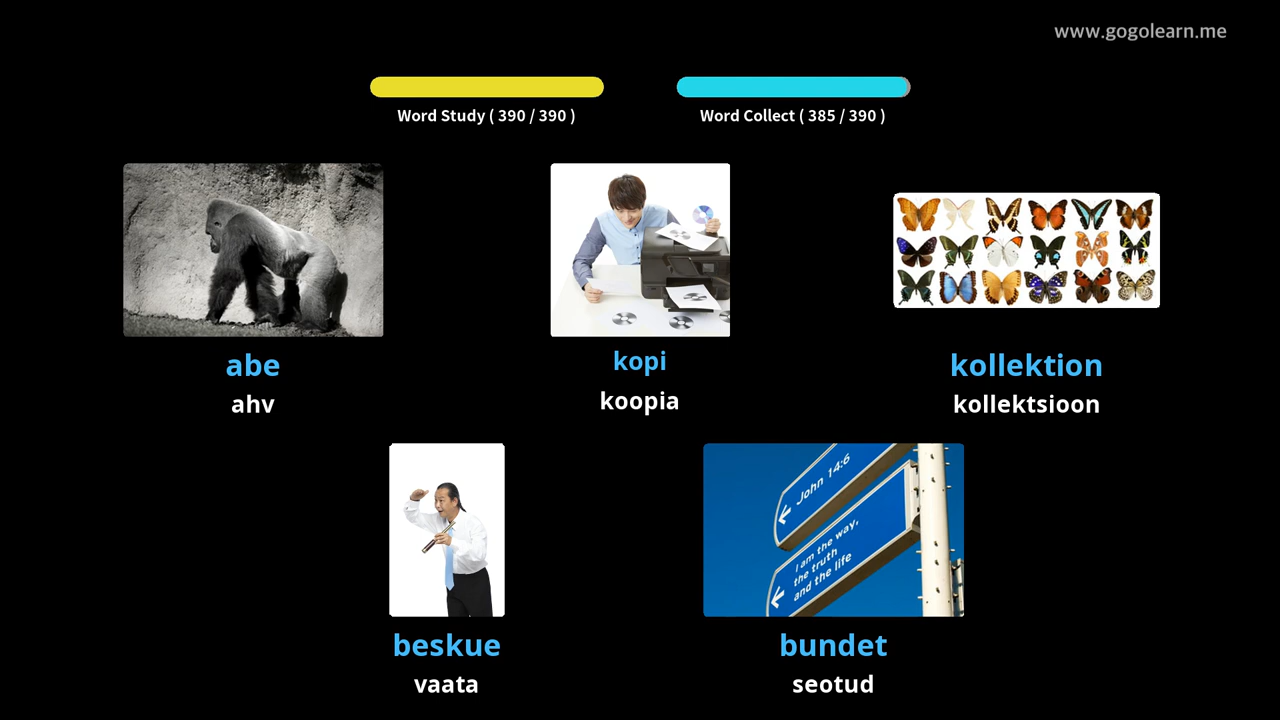 www.gogolearn.me
Word Study ( 390 / 390 )
Word Collect ( 385 / 390 )
abe
ahv
kopi
koopia
kollektion
kollektsioon
John 14:6
I am the way,
the truth
and the life
beskue
vaata
bundet
seotud